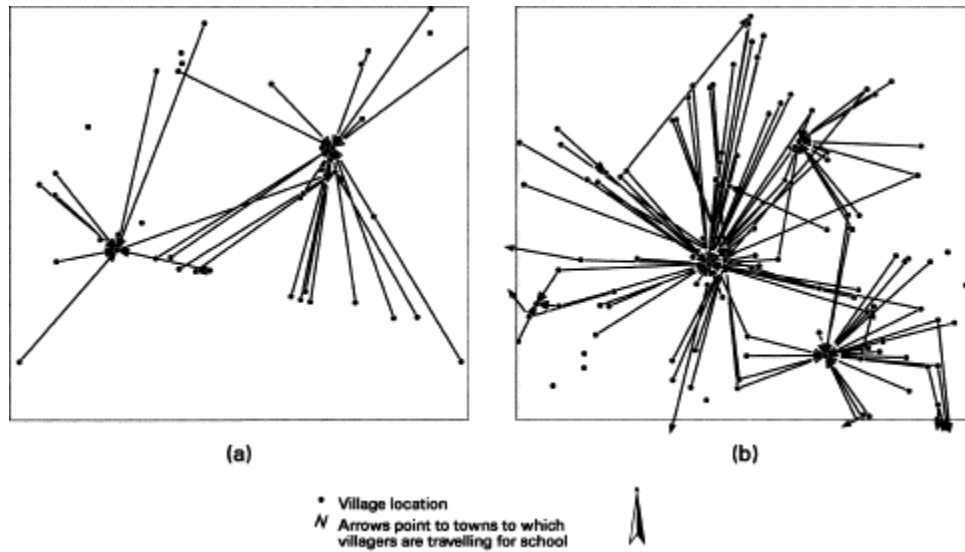 (a)
(b)
Village location
N Arrows point to towns to which
villagers are travelling for school